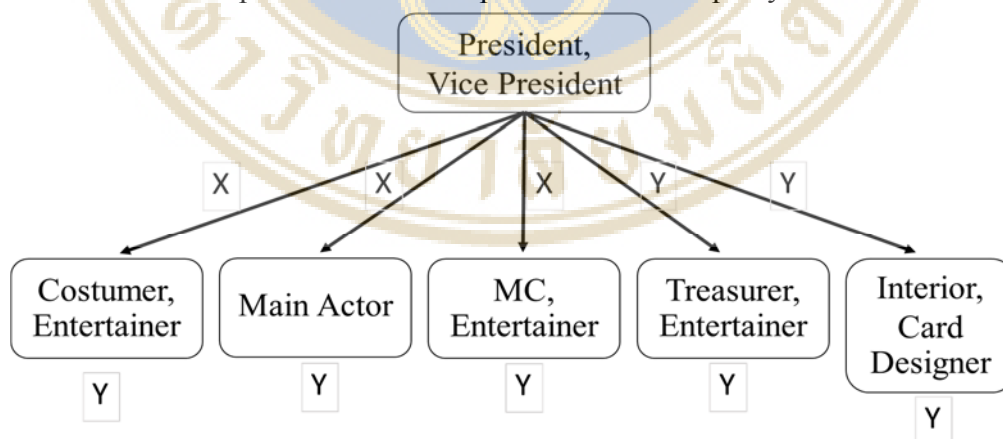 President,
Vice President
X
X
X
Y
Y
Costumer,
Entertainer
Main Actor
MC,
Entertainer
Treasurer,
Entertainer
Interior,
Card
Designer
Y
Y
Y
Y
Y